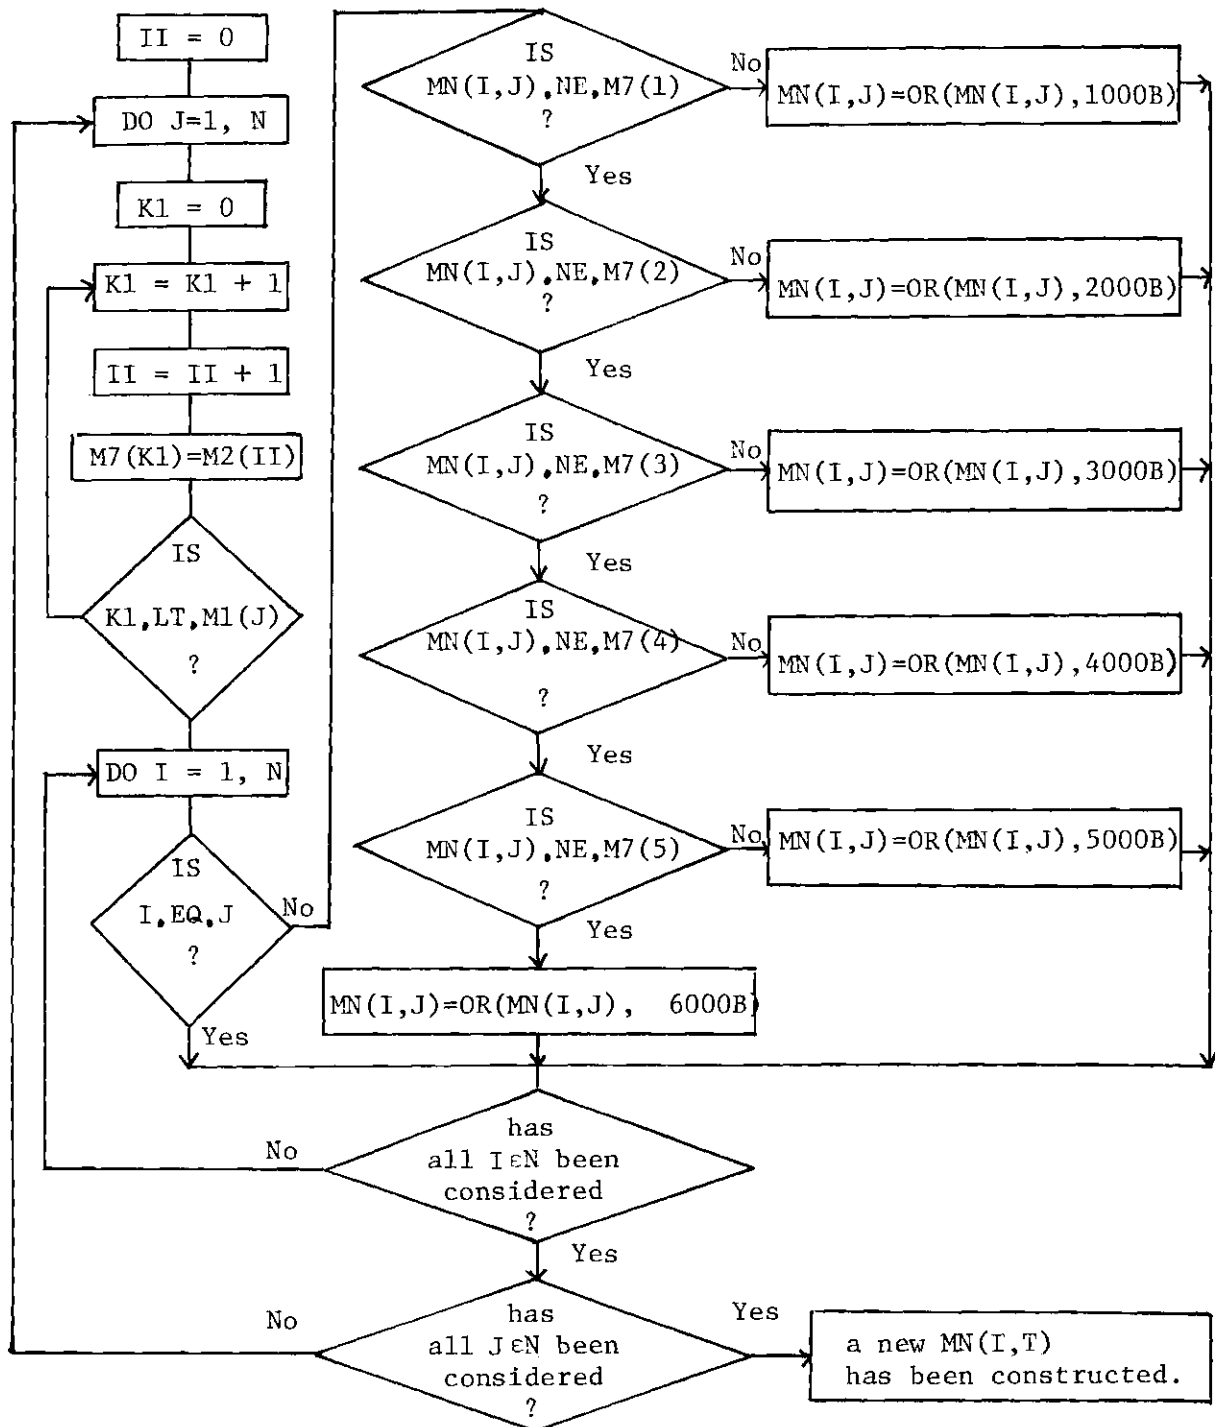 II = 0
DO J=1, N
K1 = 0
K1 = K1 + 1
II = II + 1
M7(K1)=M2(II)
IS
K1,LT,M1(J)
?
DO I = 1, N
IS
I,EQ,J
?
No
Yes
IS
MN(I,J),NE,M7(1)
?
No
MN(I,J)=OR(MN(I,J),1000B)
Yes
IS
MN(I,J),NE,M7(2)
?
No
MN(I,J)=OR(MN(I,J),2000B)
Yes
IS
MN(I,J),NE,M7(3)
?
No
MN(I,J)=OR(MN(I,J),3000B)
Yes
IS
MN(I,J),NE,M7(4)
?
No
MN(I,J)=OR(MN(I,J),4000B)
Yes
IS
MN(I,J),NE,M7(5)
?
No
MN(I,J)=OR(MN(I,J),5000B)
Yes
MN(I,J)=OR(MN(I,J), 6000B)
has
all IεN been
considered
?
No
Yes
has
all JεN been
considered
?
No
Yes
a new MN(I,T)
has been constructed.